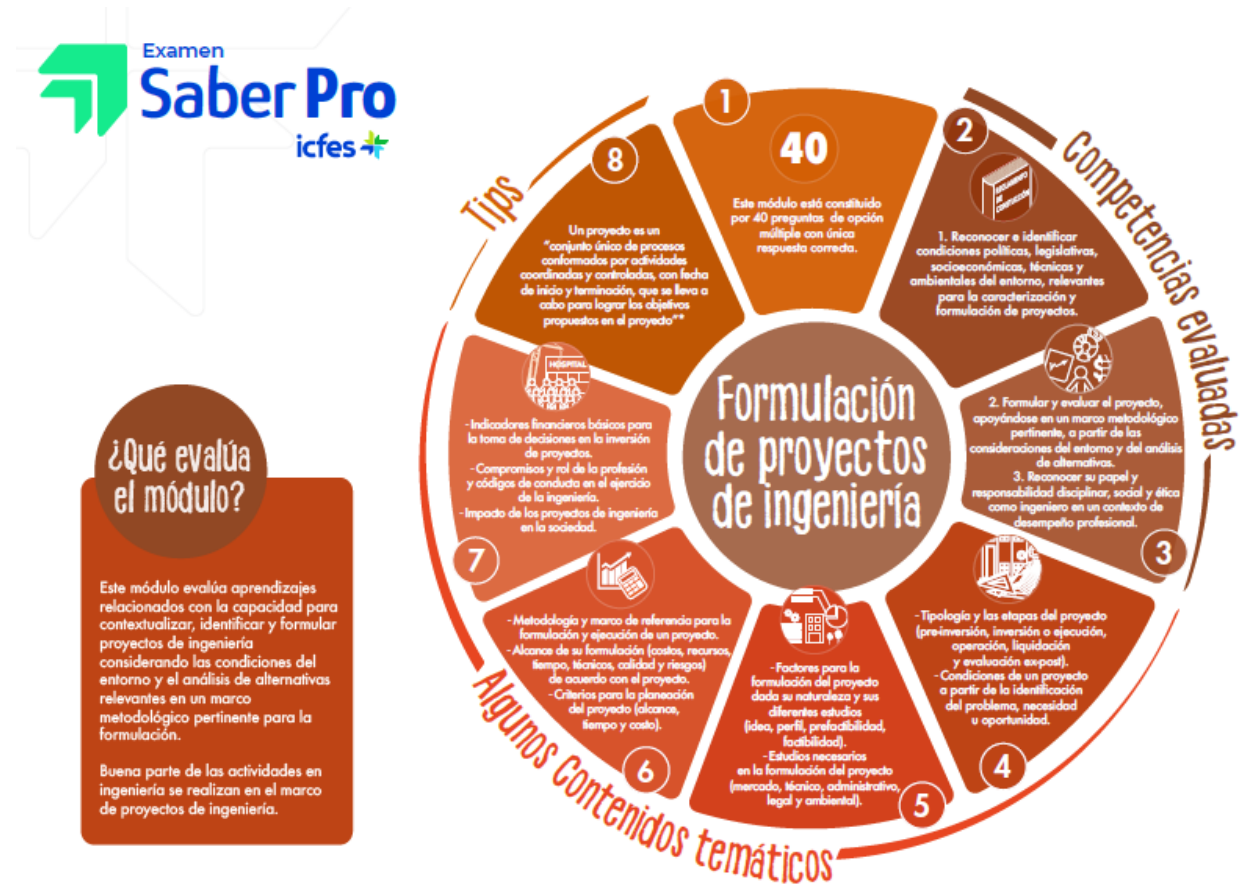 Examen
Saber Pro
icfes
¿Qué evalúa
el módulo?
Este módulo evalúa aprendizajes
relacionados con la capacidad para
contextualizar, identificar y formular
proyectos de ingeniería
considerando las condiciones del
entorno y el análisis de alternativas
relevantes en un marco
metodológico pertinente para la
formulación.
Buena parte de las actividades en
ingeniería se realizan en el marco
de proyectos de ingeniería.
Formulación
de proyectos
de ingeniería
1
40
Este módulo está constituido
por 40 preguntas de opción
múltiple con única
respuesta correcta.
Competencias evaluadas
2
REGLAMENTO
DE
CONSTRUCCIÓN
1. Reconocer e identificar
condiciones políticas, legislativas,
socioeconómicas, técnicas y
ambientales del entorno, relevantes
para la caracterización y
formulación de proyectos.
2. Formular y evaluar el proyecto,
apoyándose en un marco metodológico
pertinente, a partir de las
consideraciones del entorno y del análisis
de alternativas.
3. Reconocer su papel y
responsabilidad disciplinar, social y ética
como ingeniero en un contexto de
desempeño profesional.
3
Algunos Contenidos temáticos
- Tipología y las etapas del proyecto
(pre-inversión, inversión o ejecución,
operación, liquidación
y evaluación ex-post).
- Condiciones de un proyecto
a partir de la identificación
del problema, necesidad
u oportunidad.
4
- Factores para la
formulación del proyecto
dada su naturaleza y sus
diferentes estudios
(idea, perfil, prefactibilidad,
factibilidad).
- Estudios necesarios
en la formulación del proyecto
(mercado, técnico, administrativo,
legal y ambiental).
5
- Metodología y marco de referencia para la
formulación y ejecución de un proyecto.
- Alcance de su formulación (costos, recursos,
tiempo, técnicos, calidad y riesgos)
de acuerdo con el proyecto.
- Criterios para la planeación
del proyecto (alcance,
tiempo y costo).
6
HOSPITAL
- Indicadores financieros básicos para
la toma de decisiones en la inversión
de proyectos.
- Compromisos y rol de la profesión
y códigos de conducta en el ejercicio
de la ingeniería.
- Impacto de los proyectos de ingeniería
en la sociedad.
7
Tips
8
Un proyecto es un
"conjunto único de procesos
conformados por actividades
coordinadas y controladas, con fecha
de inicio y terminación, que se lleva a
cabo para lograr los objetivos
propuestos en el proyecto"*